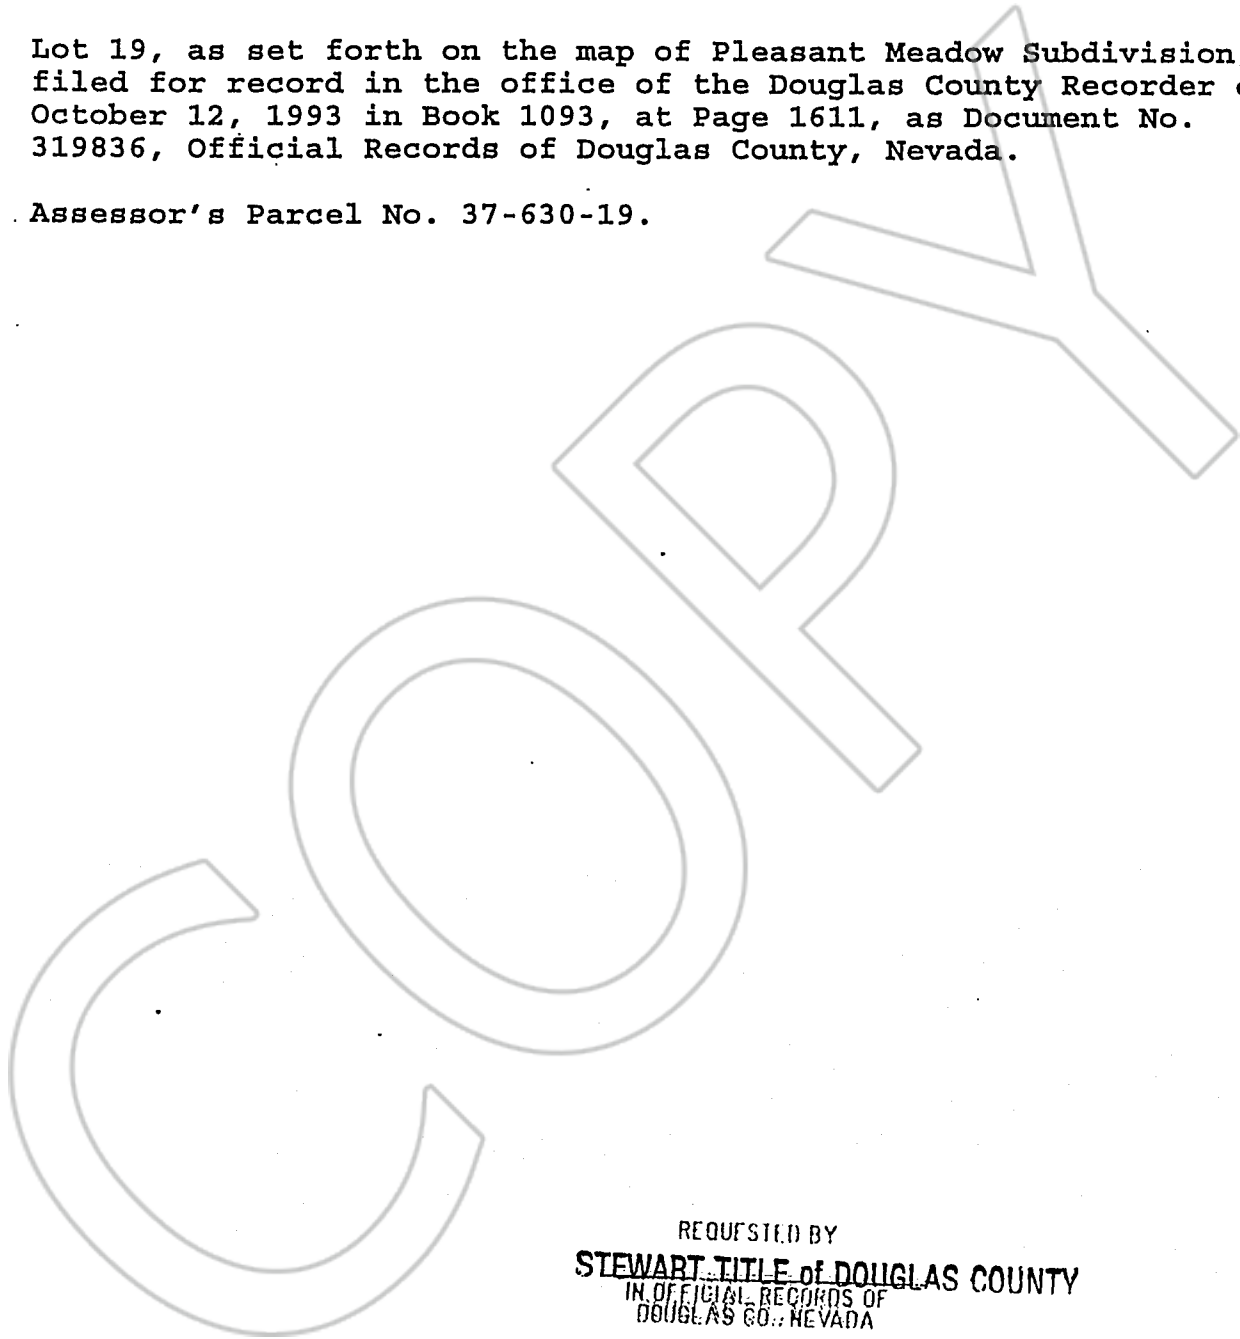 Lot 19, as set forth on the map of Pleasant Meadow Subdivision
filed for record in the office of the Douglas County Recorder
October 12, 1993 in Book 1093, at Page 1611, as Document No.
319836, Official Records of Douglas County, Nevada.
Assessor's Parcel No. 37-630-19.
COPY
REQUESTED BY
STEWART TITLE of DOUGLAS COUNTY
IN OFFICIAL RECORDS OF
DOUGLAS CO., NEVADA